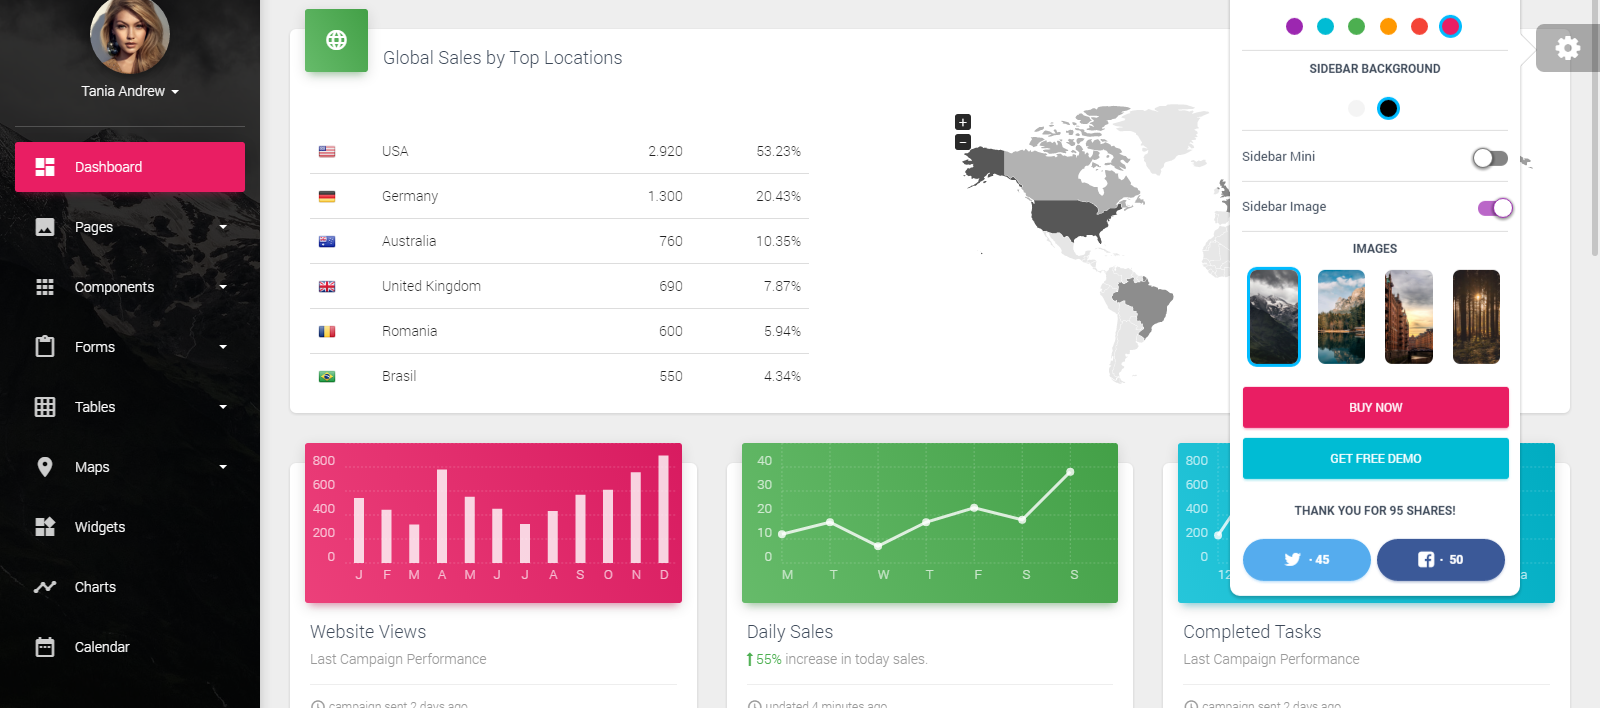 Tania Andrew
Dashboard
Pages
Components
Forms
Tables
Maps
Widgets
Charts
Calendar
Global Sales by Top Locations
USA 2.920 53.23%
Germany 1.300 20.43%
Australia 760 10.35%
United Kingdom 690 7.87%
Romania 600 5.94%
Brasil 550 4.34%
+
−
800
600
400
200
0
J F M A M J J A S O N D
Website Views
Last Campaign Performance
campaign sent 2 days ago
40
30
20
10
0
M T W T F S S
Daily Sales
55% increase in today sales.
updated 4 minutes ago
800
600
400
200
0
12
a
Completed Tasks
Last Campaign Performance
campaign sent 2 days ago
SIDEBAR BACKGROUND
Sidebar Mini
Sidebar Image
IMAGES
BUY NOW
GET FREE DEMO
THANK YOU FOR 95 SHARES!
· 45
· 50